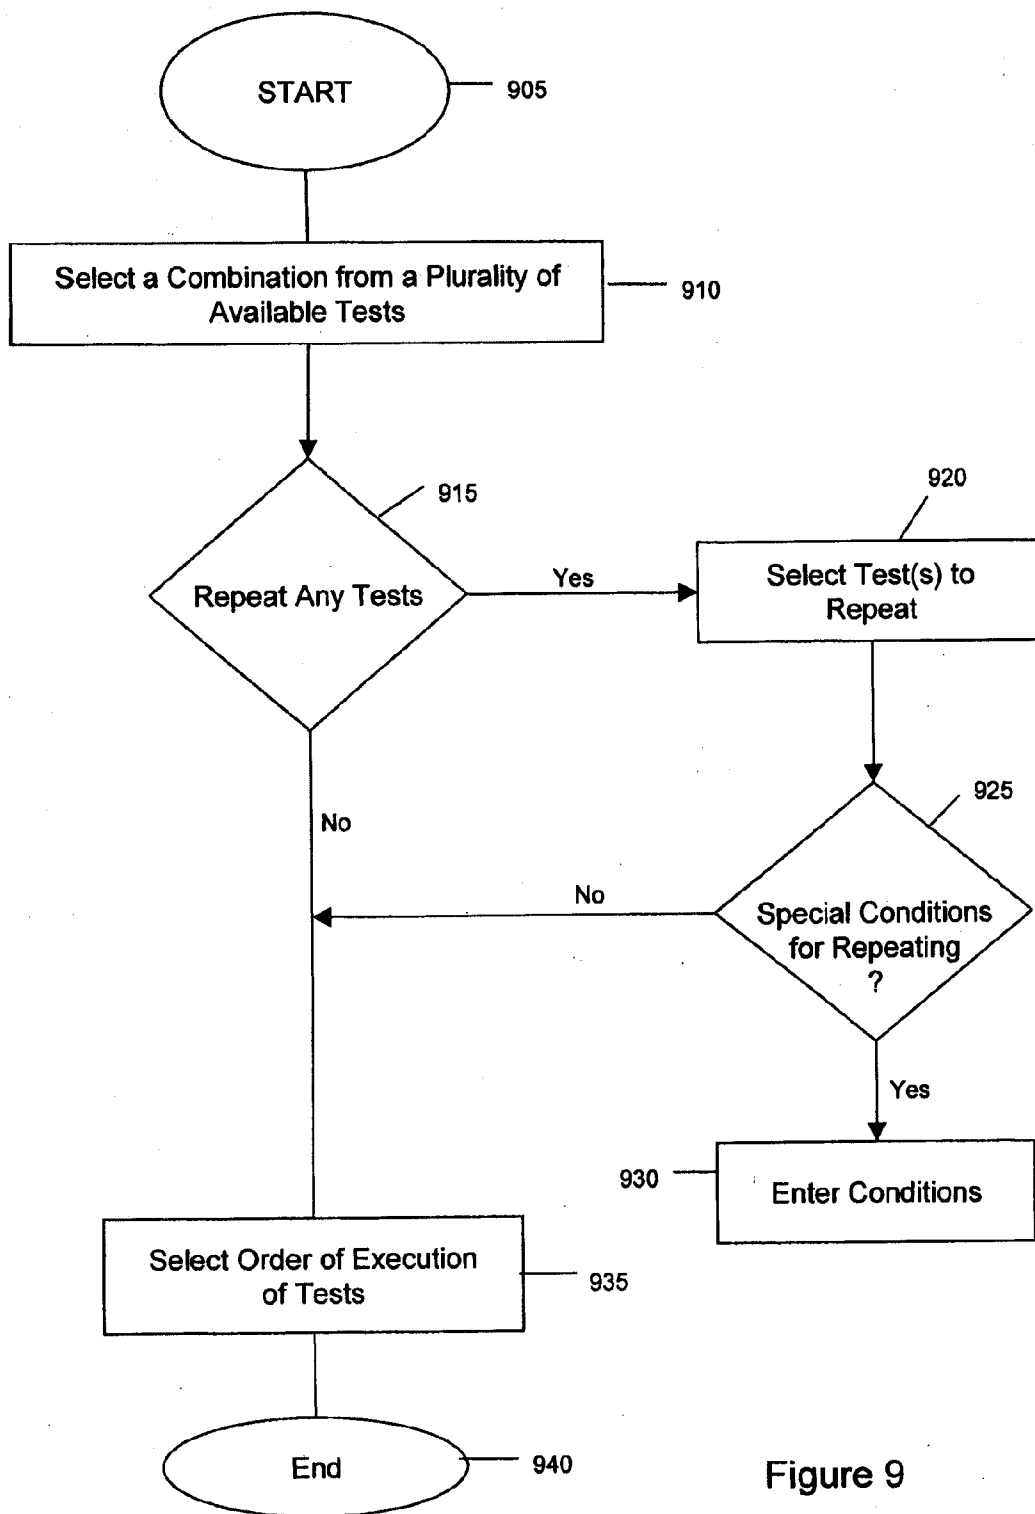 START
905
Select a Combination from a Plurality of
Available Tests
910
915
Repeat Any Tests
Yes
920
Select Test(s) to
Repeat
925
No
No
Special Conditions
for Repeating
?
Yes
930
Enter Conditions
Select Order of Execution
of Tests
935
End
940
Figure 9